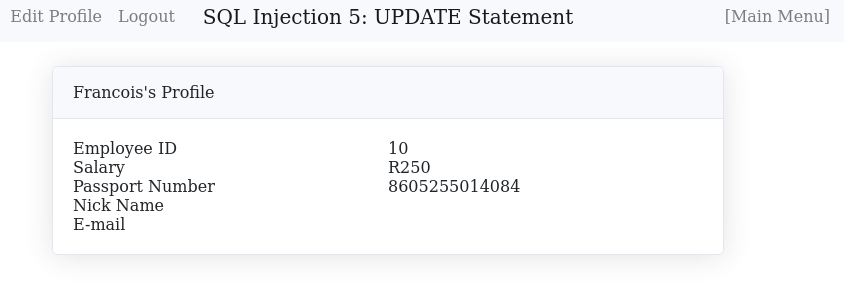 Edit Profile Logout SQL Injection 5: UPDATE Statement [Main Menu]
Francois's Profile
Employee ID 10
Salary R250
Passport Number 8605255014084
Nick Name
E-mail